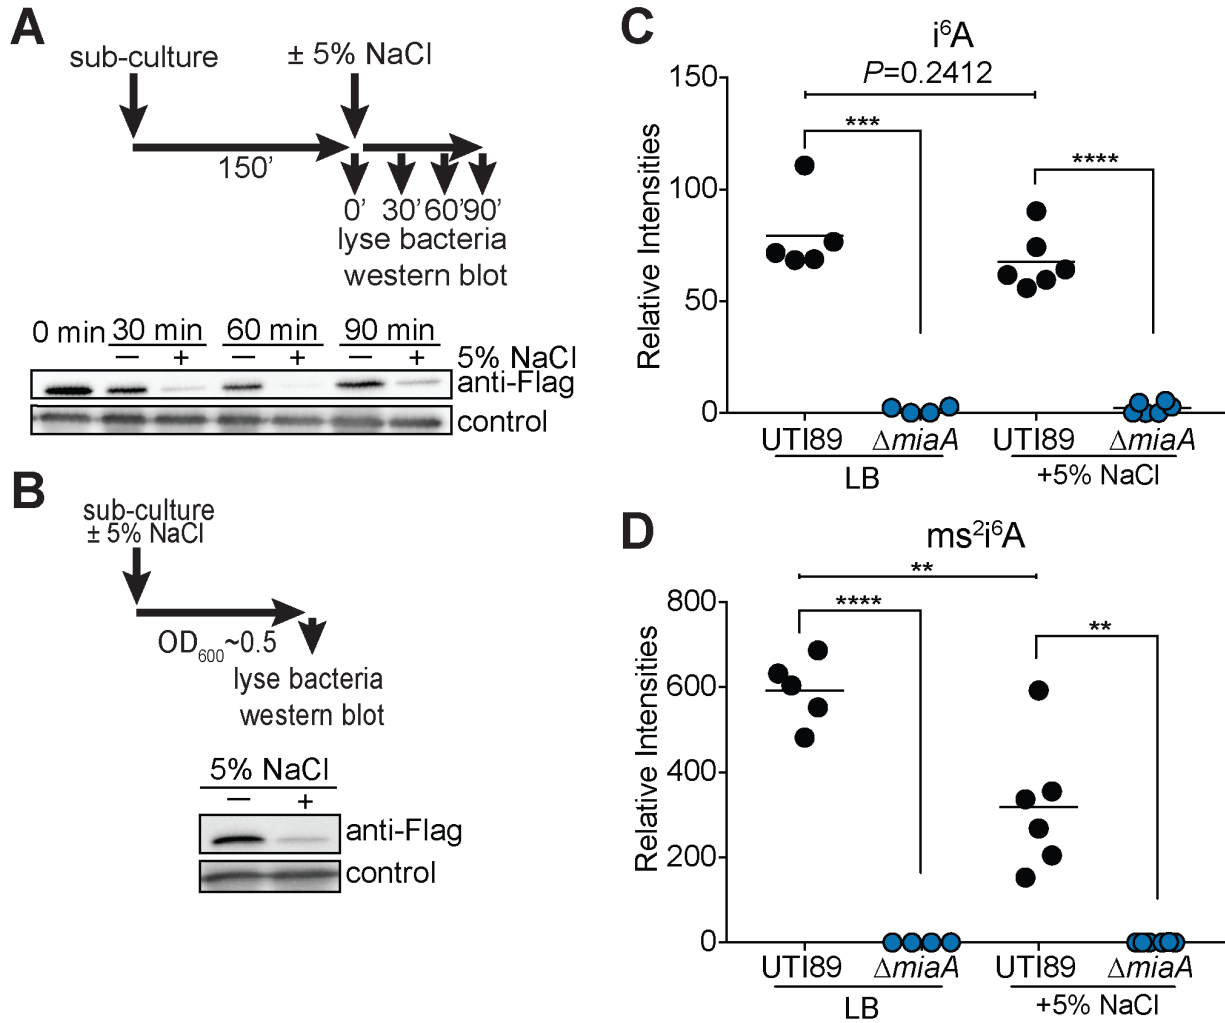 A
sub-culture
± 5% NaCl
150’
0’ 30’ 60’ 90’
lyse bacteria
western blot
0 min 30 min 60 min 90 min
— + — + — + 5% NaCl
anti-Flag
control
B
sub-culture
± 5% NaCl
OD600~0.5
lyse bacteria
western blot
5% NaCl
— +
anti-Flag
control
C
i6A
P=0.2412
***
****
Relative Intensities
150
100
50
0
UTI89 ΔmiaA UTI89 ΔmiaA
LB +5% NaCl
D
ms2i6A
**
****
**
Relative Intensities
800
600
400
200
0
UTI89 ΔmiaA UTI89 ΔmiaA
LB +5% NaCl